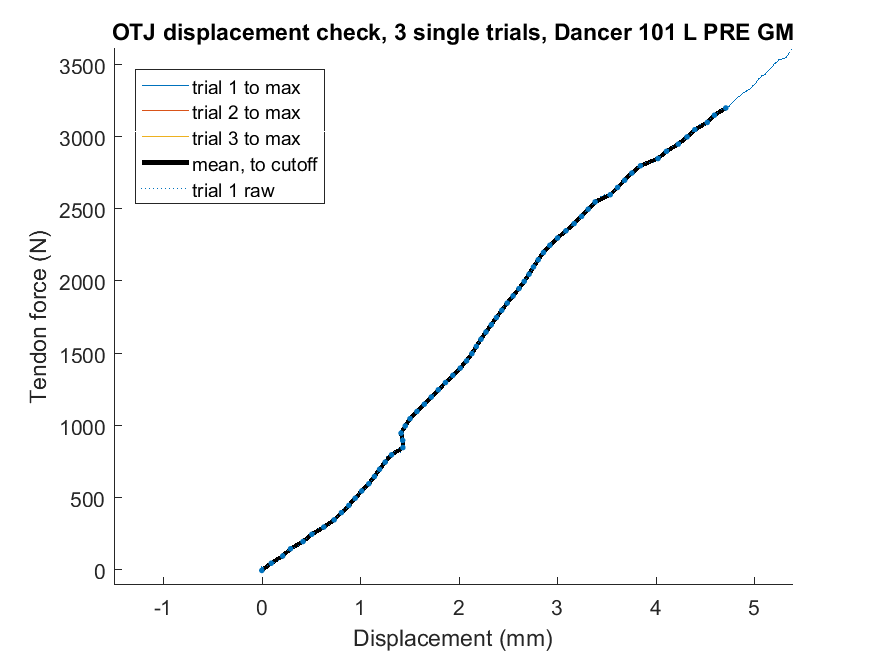 OTJ displacement check, 3 single trials, Dancer 101 L PRE GM
3500
3000
2500
2000
1500
1000
500
0
Tendon force (N)
trial 1 to max
trial 2 to max
trial 3 to max
mean, to cutoff
trial 1 raw
-1 0 1 2 3 4 5
Displacement (mm)